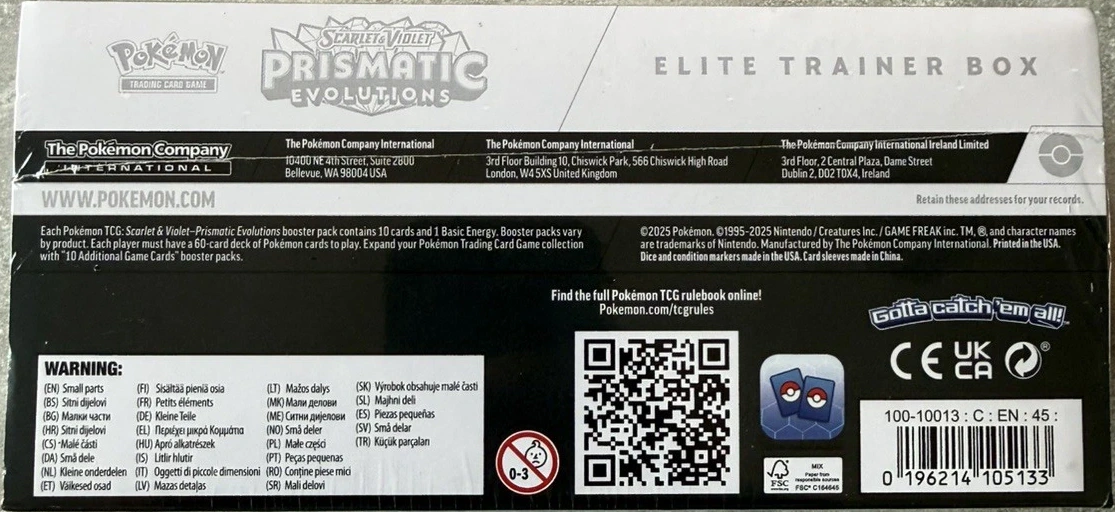 Pokémon
TRADING CARD GAME
SCARLET & VIOLET
PRISMATIC
EVOLUTIONS
ELITE TRAINER BOX
The Pokémon Company
INTERNATIONAL
The Pokémon Company International
10400 NE 4th Street, Suite 2800
Bellevue, WA 98004 USA
The Pokémon Company International
3rd Floor Building 10, Chiswick Park, 566 Chiswick High Road
London, W4 5XS United Kingdom
The Pokémon Company International Ireland Limited
3rd Floor, 2 Central Plaza, Dame Street
Dublin 2, D02 T0X4, Ireland
WWW.POKEMON.COM
Retain these addresses for your records.
Each Pokémon TCG: Scarlet & Violet–Prismatic Evolutions booster pack contains 10 cards and 1 Basic Energy. Booster packs vary
by product. Each player must have a 60-card deck of Pokémon cards to play. Expand your Pokémon Trading Card Game collection
with "10 Additional Game Cards" booster packs.
©2025 Pokémon. ©1995-2025 Nintendo / Creatures Inc. / GAME FREAK inc. TM, ®, and character names
are trademarks of Nintendo. Manufactured by The Pokémon Company International. Printed in the USA.
Dice and condition markers made in the USA. Card sleeves made in China.
Find the full Pokémon TCG rulebook online!
Pokemon.com/tcgrules
Gotta catch 'em all!™
CE UK CA ®
WARNING:
(EN) Small parts
(BS) Sitni dijelovi
(BG) Малки части
(HR) Sitni dijelovi
(CS) Malé části
(DA) Små dele
(NL) Kleine onderdelen
(ET) Väikesed osad
(FI) Sisältää pieniä osia
(FR) Petits éléments
(DE) Kleine Teile
(EL) Περιέχει μικρά Κομμάτια
(HU) Apró alkatrészek
(IS) Litlir hlutir
(IT) Oggetti di piccole dimensioni
(LV) Mazas detaļas
(LT) Mažos dalys
(MK) Мали делови
(ME) Ситни дијелови
(NO) Små deler
(PL) Małe części
(PT) Peças pequenas
(RO) Conține piese mici
(SR) Mali delovi
(SK) Výrobok obsahuje malé časti
(SL) Majhni deli
(ES) Piezas pequeñas
(SV) Små delar
(TR) Küçük parçaları
0-3
FSC
www.fsc.org
MIX
Paper from
responsible sources
FSC® C164645
100-10013 : C : EN : 45 :
0 196214 105133